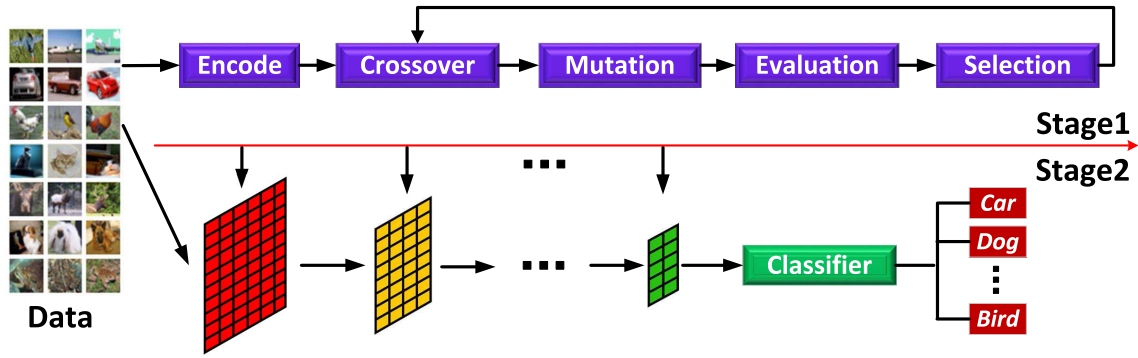 Encode
Crossover
Mutation
Evaluation
Selection
Stage1
Stage2
Car
Dog
Classifier
Bird
Data